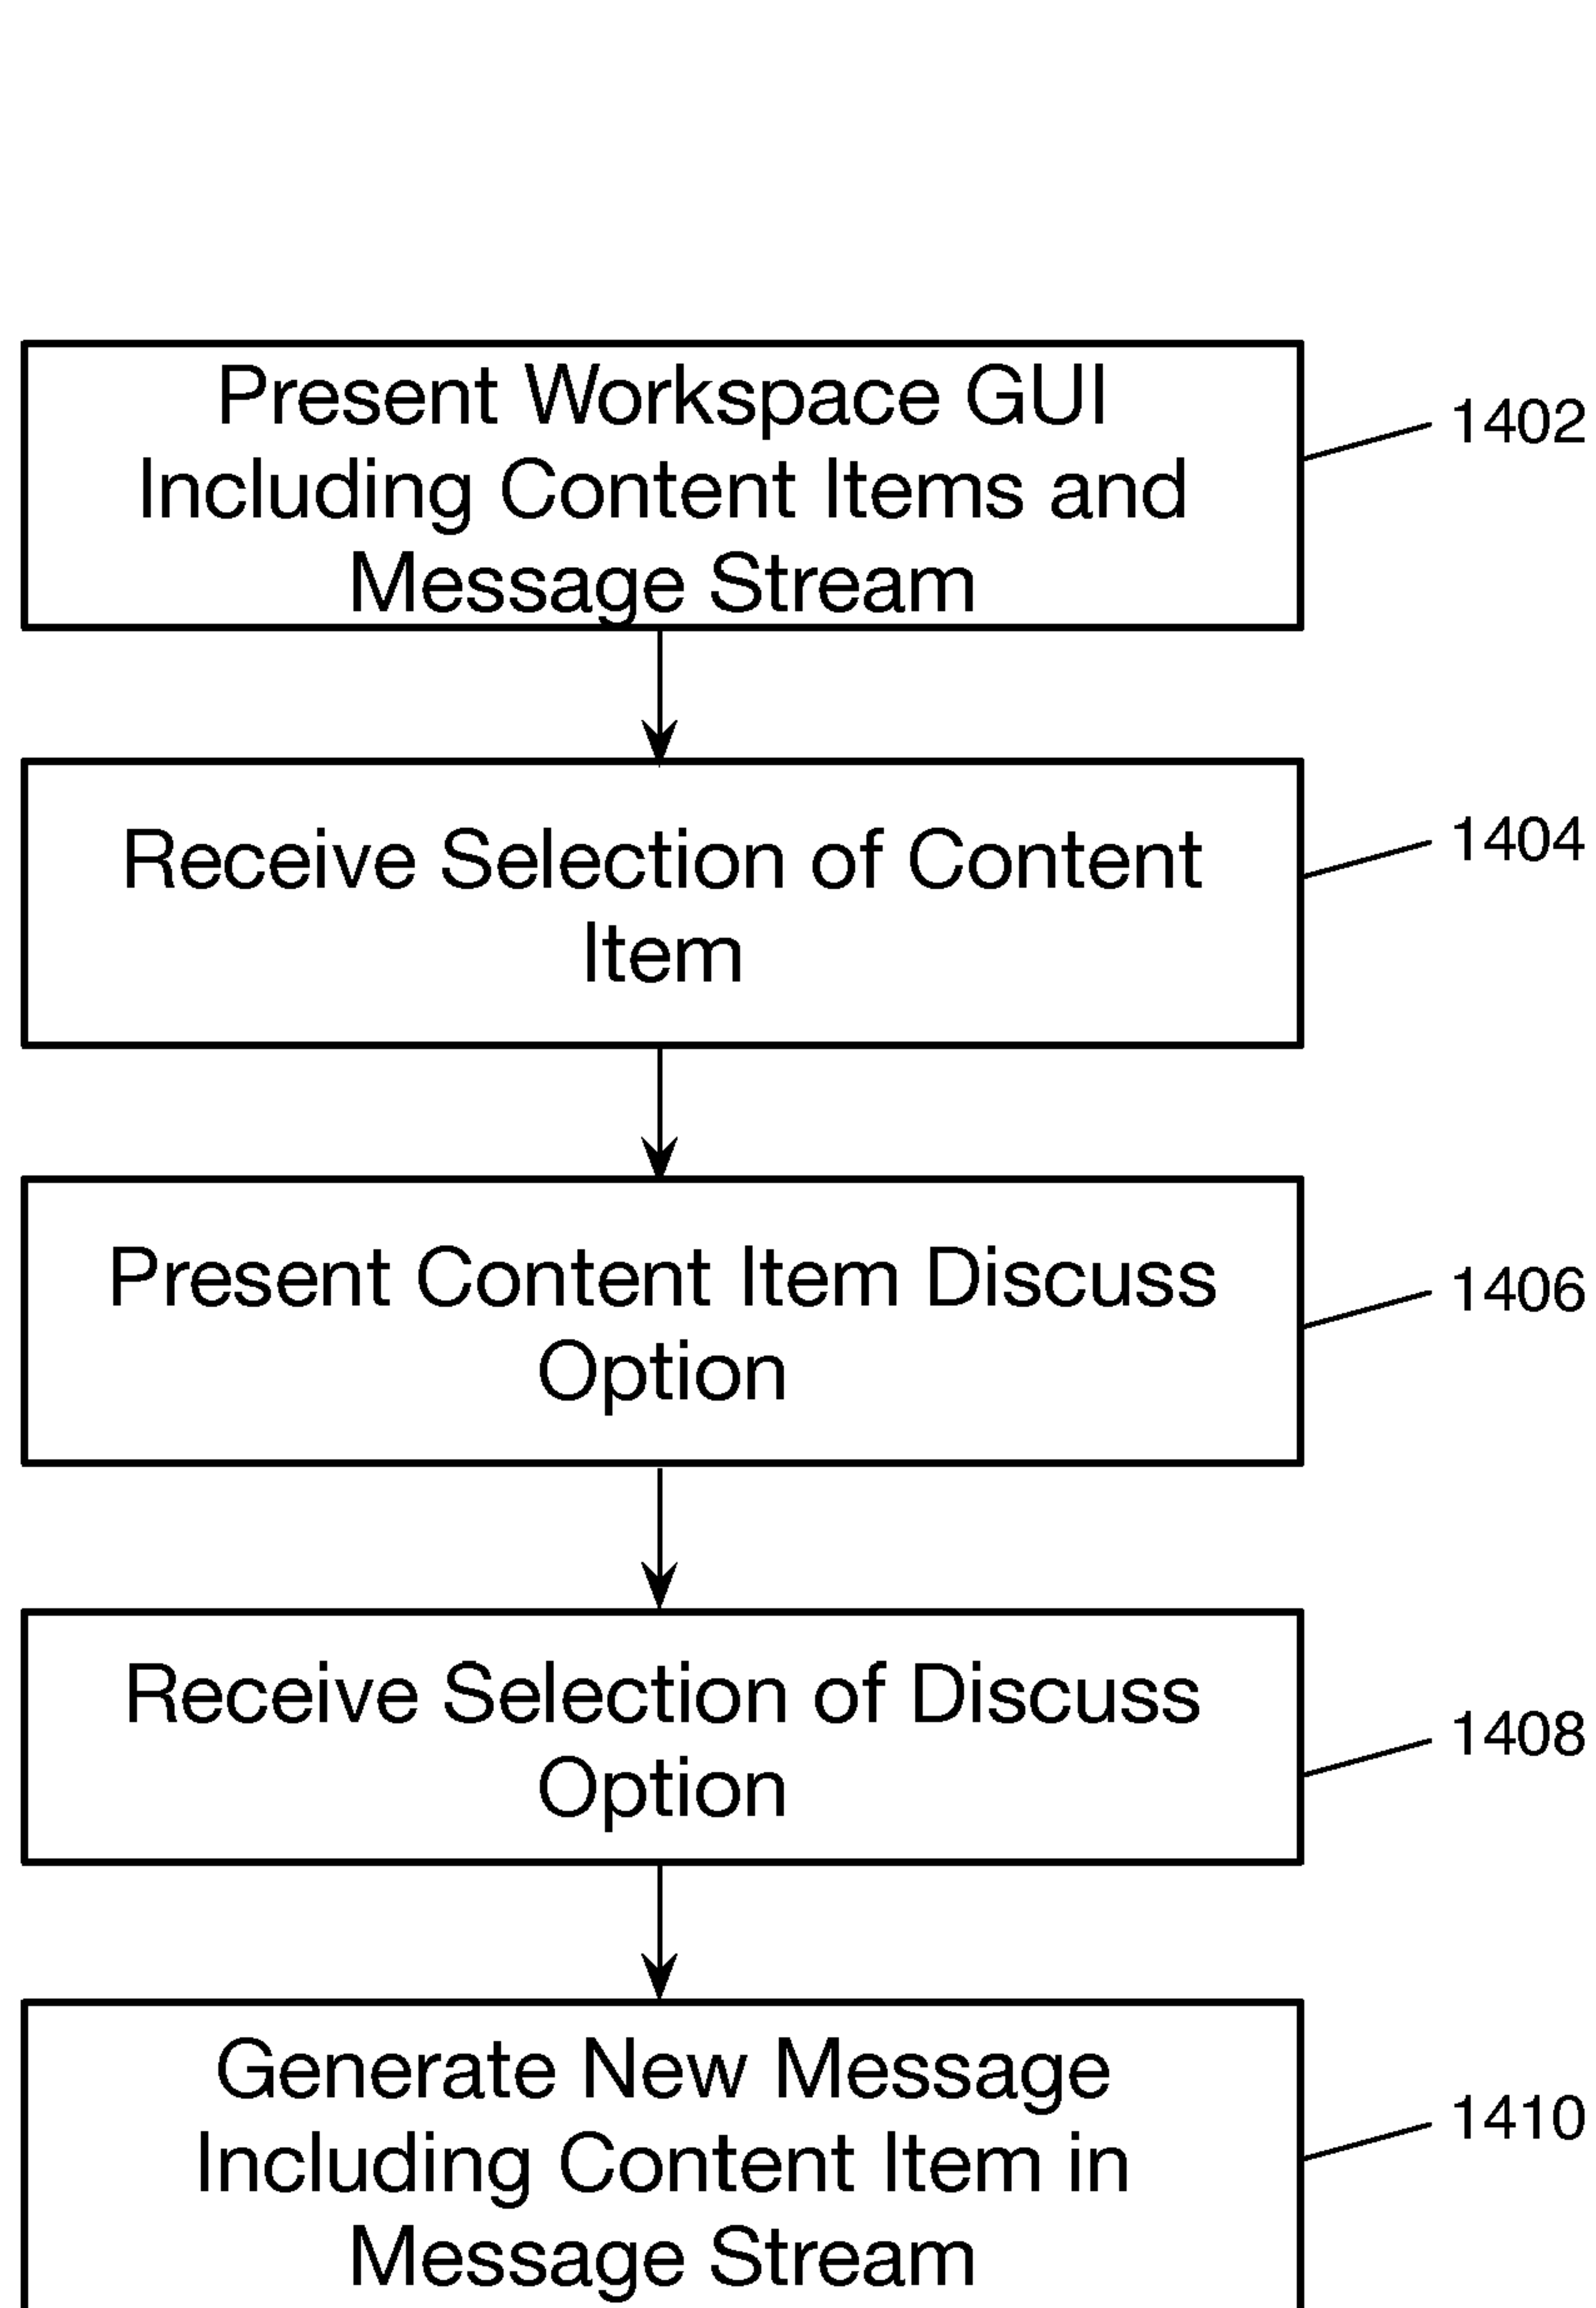 Present Workspace GUI
Including Content Items and
Message Stream
1402
Receive Selection of Content
Item
1404
Present Content Item Discuss
Option
1406
Receive Selection of Discuss
Option
1408
Generate New Message
Including Content Item in
Message Stream
1410